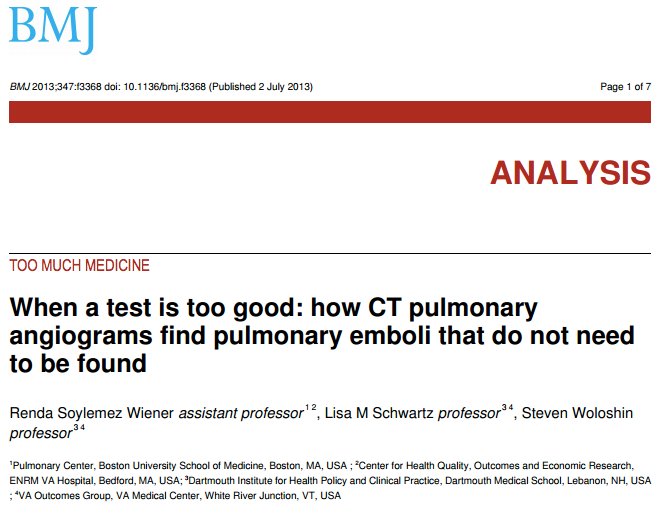 BMJ
BMJ 2013;347:f3368 doi: 10.1136/bmj.f3368 (Published 2 July 2013)
Page 1 of 7
ANALYSIS
TOO MUCH MEDICINE
When a test is too good: how CT pulmonary
angiograms find pulmonary emboli that do not need
to be found
Renda Soylemez Wiener assistant professor 1 2, Lisa M Schwartz professor 3 4, Steven Woloshin
professor 3 4
1Pulmonary Center, Boston University School of Medicine, Boston, MA, USA ; 2Center for Health Quality, Outcomes and Economic Research,
ENRM VA Hospital, Bedford, MA, USA; 3Dartmouth Institute for Health Policy and Clinical Practice, Dartmouth Medical School, Lebanon, NH, USA
; 4VA Outcomes Group, VA Medical Center, White River Junction, VT, USA